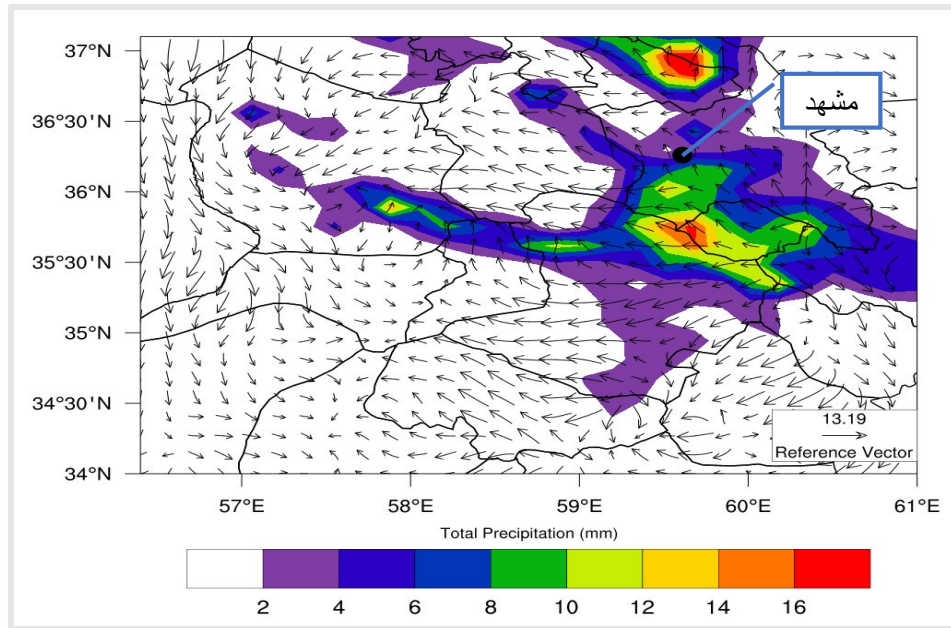 37°N
36°30'N
36°N
35°30'N
35°N
34°30'N
34°N
مشهد
13.19
Reference Vector
57°E 58°E 59°E 60°E 61°E
Total Precipitation (mm)
2 4 6 8 10 12 14 16